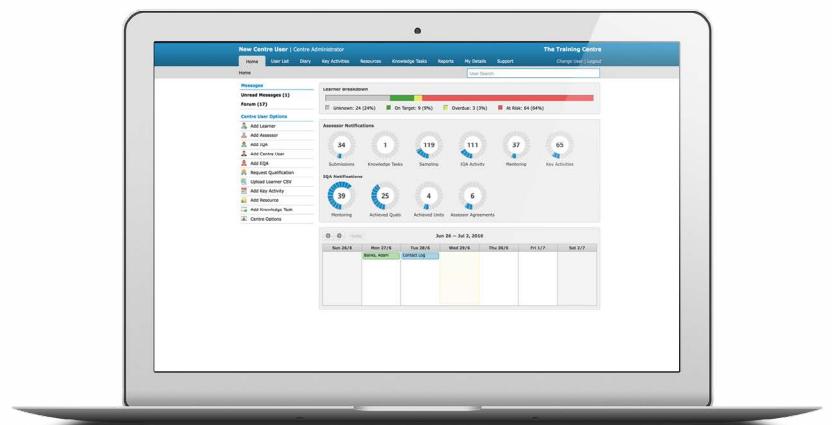 New Centre User | Centre Administrator
The Training Centre
Home User List Diary Key Activities Resources Knowledge Tasks Reports My Details Support
Change User | Logout
Home
User Search
Messages
Unread Messages (1)
Forum (17)
Centre User Options
Add Learner
Add Assessor
Add IQA
Add Centre User
Add EQA
Request Qualification
Upload Learner CSV
Add Key Activity
Add Resource
Add Knowledge Task
Centre Options
Learner Breakdown
Unknown: 24 (24%) On Target: 9 (9%) Overdue: 3 (3%) At Risk: 64 (64%)
Assessor Notifications
34 1 119 111 37 65
Submissions Knowledge Tasks Sampling IQA Activity Mentoring Key Activities
IQA Notifications
39 25 4 6
Mentoring Achieved Quals Achieved Units Assessor Agreements
Today
Jun 26 — Jul 2, 2016
Sun 26/6 Mon 27/6 Tue 28/6 Wed 29/6 Thu 30/6 Fri 1/7 Sat 2/7
Banks, Adam Contact Log